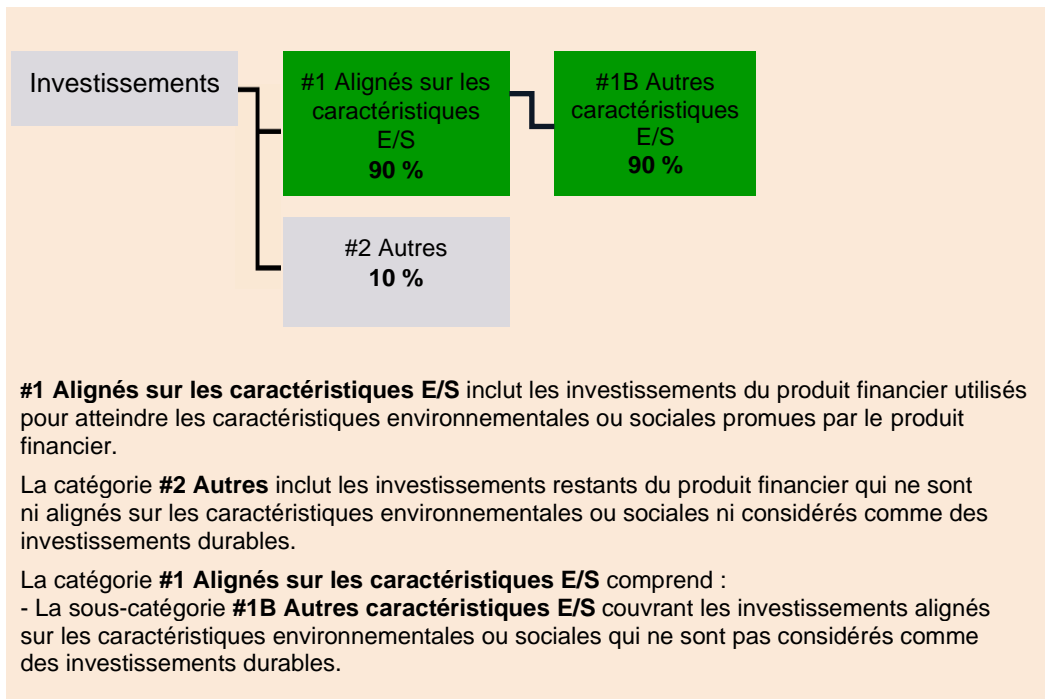 Investissements
#1 Alignés sur les
caractéristiques
E/S
90 %
#1B Autres
caractéristiques
E/S
90 %
#2 Autres
10 %
#1 Alignés sur les caractéristiques E/S inclut les investissements du produit financier utilisés
pour atteindre les caractéristiques environnementales ou sociales promues par le produit
financier.
La catégorie #2 Autres inclut les investissements restants du produit financier qui ne sont
ni alignés sur les caractéristiques environnementales ou sociales ni considérés comme des
investissements durables.
La catégorie #1 Alignés sur les caractéristiques E/S comprend :
- La sous-catégorie #1B Autres caractéristiques E/S couvrant les investissements alignés
sur les caractéristiques environnementales ou sociales qui ne sont pas considérés comme
des investissements durables.